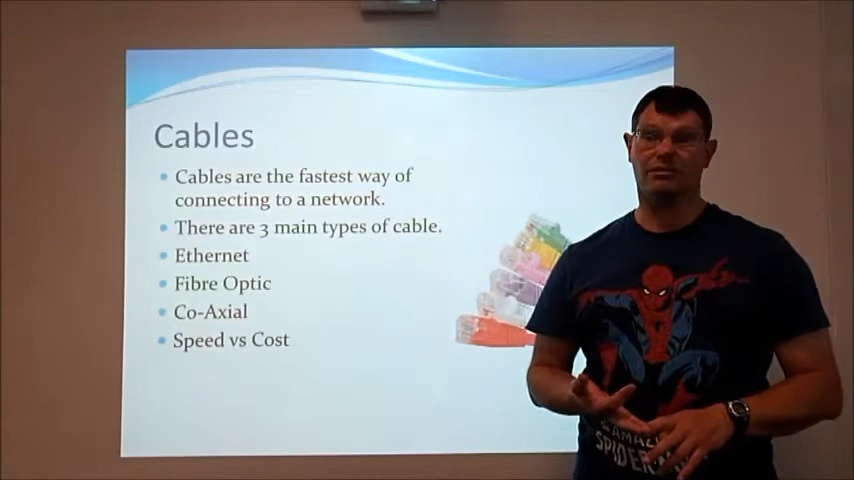 Cables
Cables are the fastest way of
connecting to a network.
There are 3 main types of cable.
Ethernet
Fibre Optic
Co-Axial
Speed vs Cost